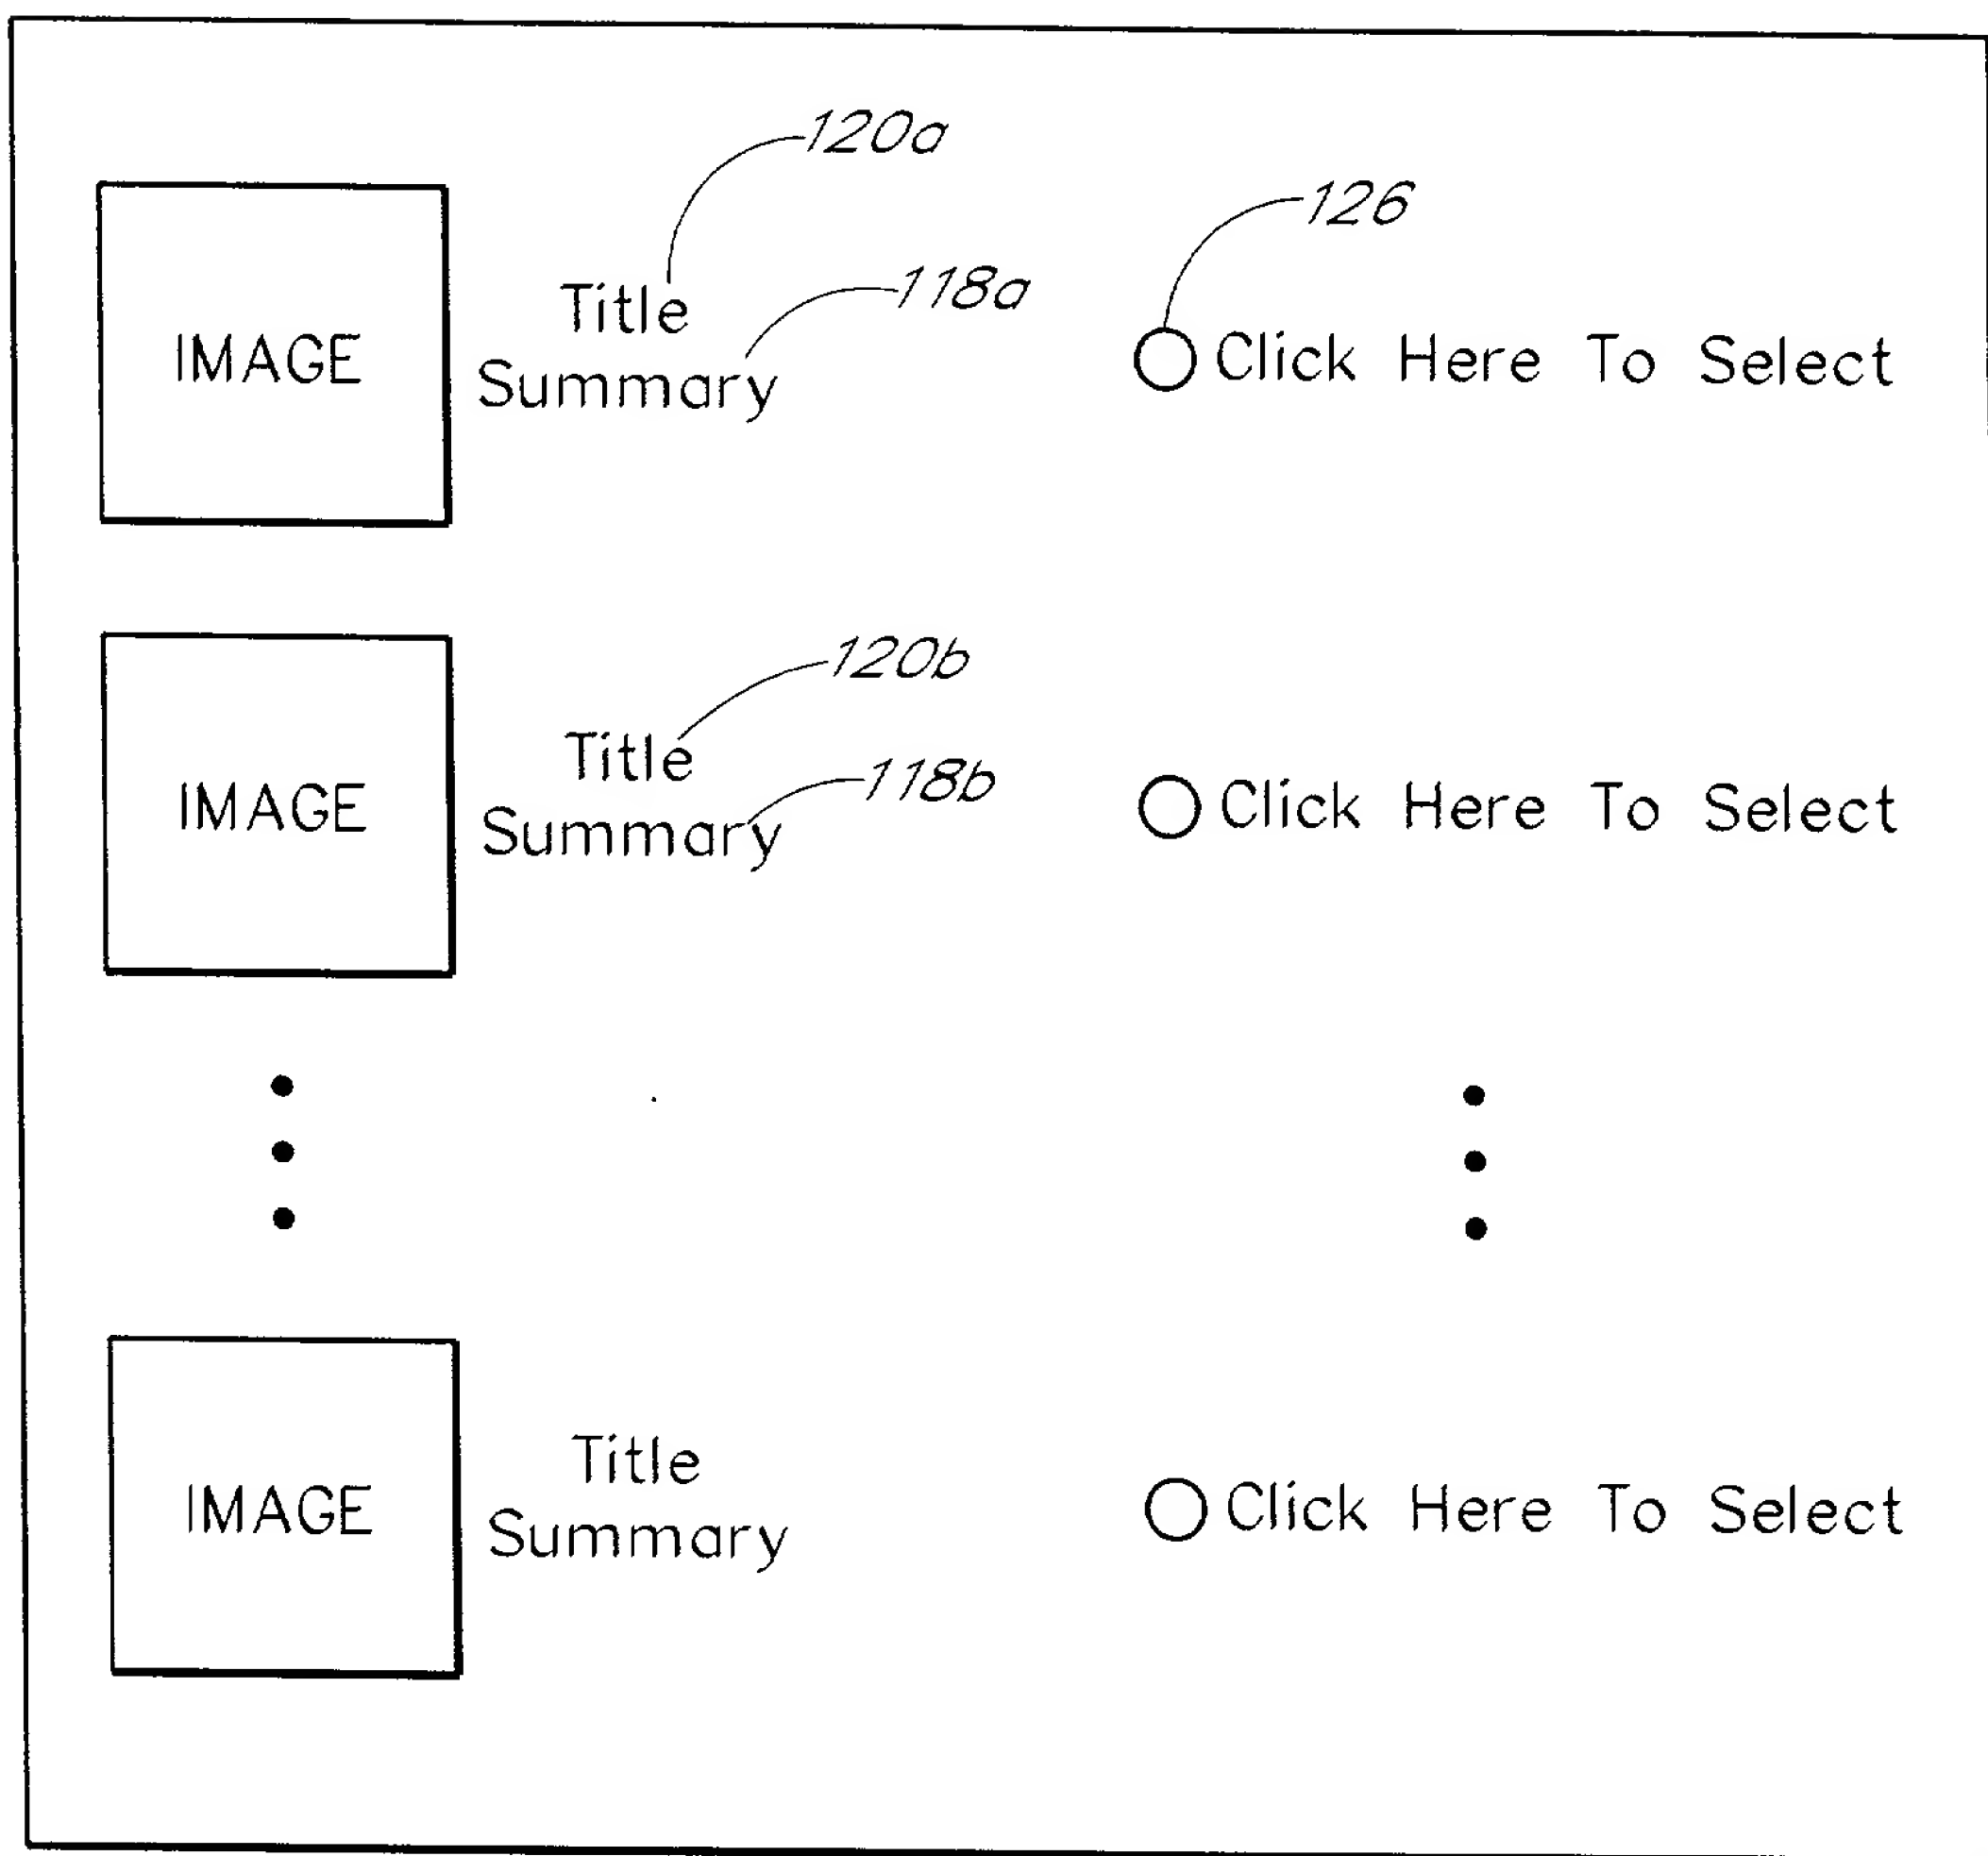 120a
126
Title
118a
IMAGE
Summary
Click Here To Select
120b
Title
118b
IMAGE
Summary
Click Here To Select
Title
IMAGE
Summary
Click Here To Select